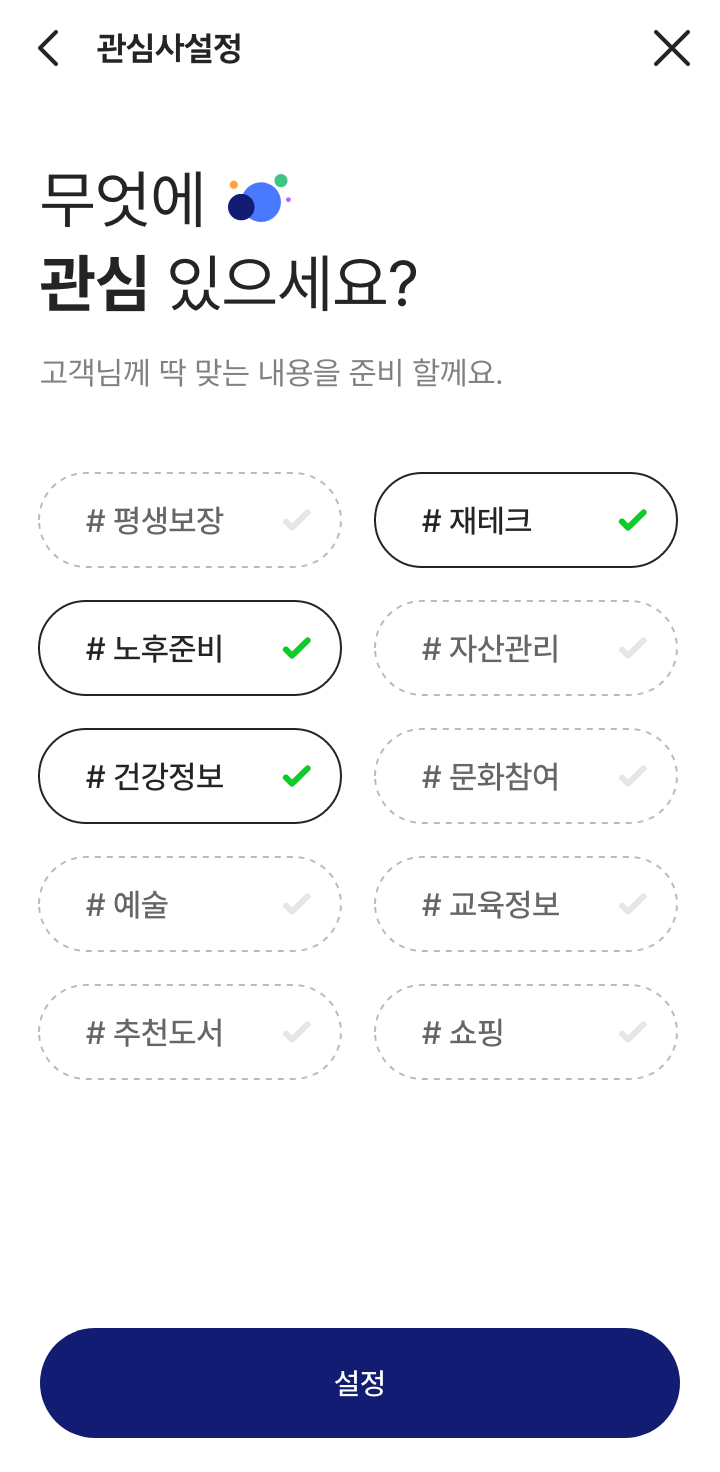 관심사설정
무엇에
관심 있으세요?
고객님께 딱 맞는 내용을 준비 할께요.
# 평생보장
# 재테크
# 노후준비
# 자산관리
# 건강정보
# 문화참여
# 예술
# 교육정보
# 추천도서
# 쇼핑
설정